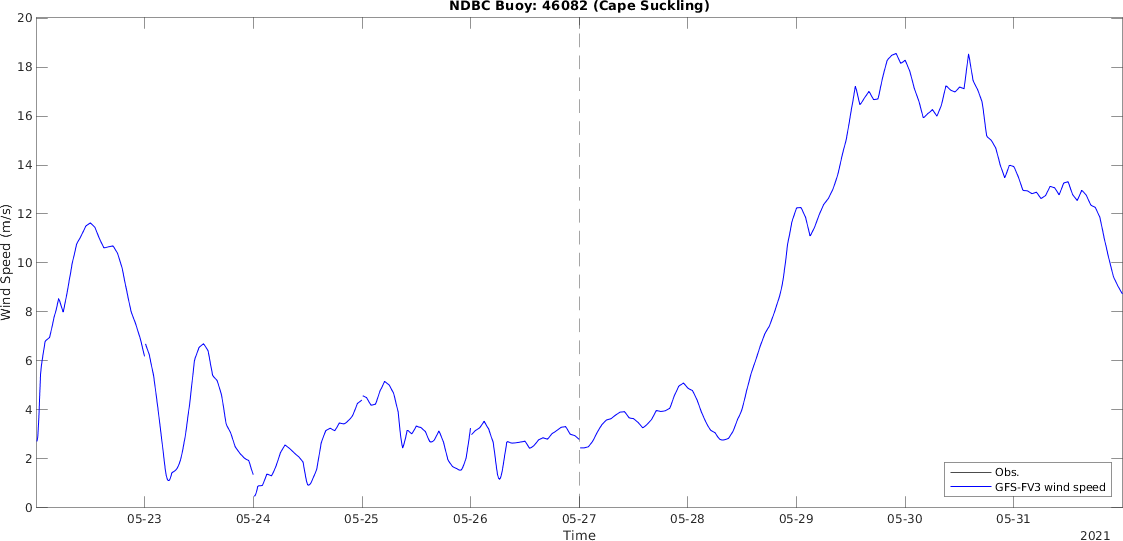 NDBC Buoy: 46082 (Cape Suckling)
Wind Speed (m/s)
20
18
16
14
12
10
8
6
4
2
0
Obs.
GFS-FV3 wind speed
05-23 05-24 05-25 05-26 05-27 05-28 05-29 05-30 05-31
Time
2021